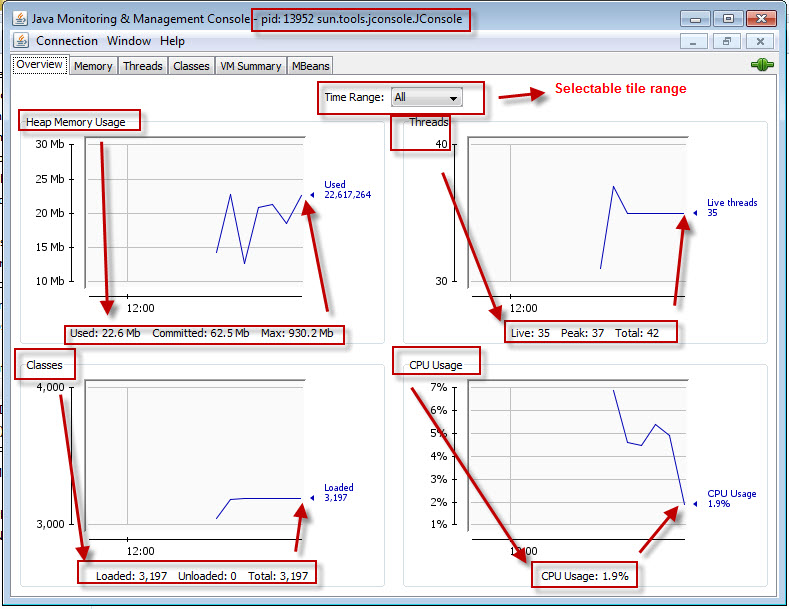 Java Monitoring & Management Console - pid: 13952 sun.tools.jconsole.JConsole
Connection Window Help
Overview Memory Threads Classes VM Summary MBeans
Time Range: All
Selectable tile range
Heap Memory Usage
30 Mb
25 Mb
20 Mb
15 Mb
10 Mb
12:00
Used
22,617,264
Used: 22.6 Mb Committed: 62.5 Mb Max: 930.2 Mb
Threads
40
30
12:00
Live threads
35
Live: 35 Peak: 37 Total: 42
Classes
4,000
3,000
12:00
Loaded
3,197
Loaded: 3,197 Unloaded: 0 Total: 3,197
CPU Usage
7%
6%
5%
4%
3%
2%
1%
12:00
CPU Usage
1.9%
CPU Usage: 1.9%